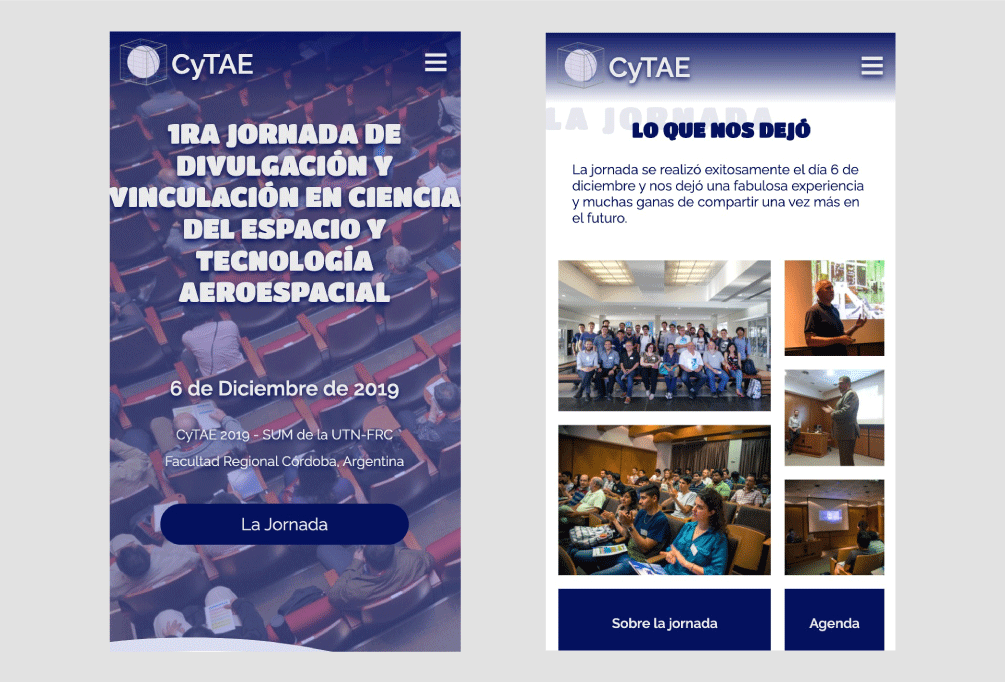 CyTAE
1RA JORNADA DE
DIVULGACIÓN Y
VINCULACIÓN EN CIENCIA
DEL ESPACIO Y
TECNOLOGÍA
AEROESPACIAL
6 de Diciembre de 2019
CyTAE 2019 - SUM de la UTN-FRC
Facultad Regional Córdoba, Argentina
La Jornada
CyTAE
LA JORNADA
LO QUE NOS DEJÓ
La jornada se realizó exitosamente el día 6 de
diciembre y nos dejó una fabulosa experiencia
y muchas ganas de compartir una vez más en
el futuro.
Sobre la jornada
Agenda